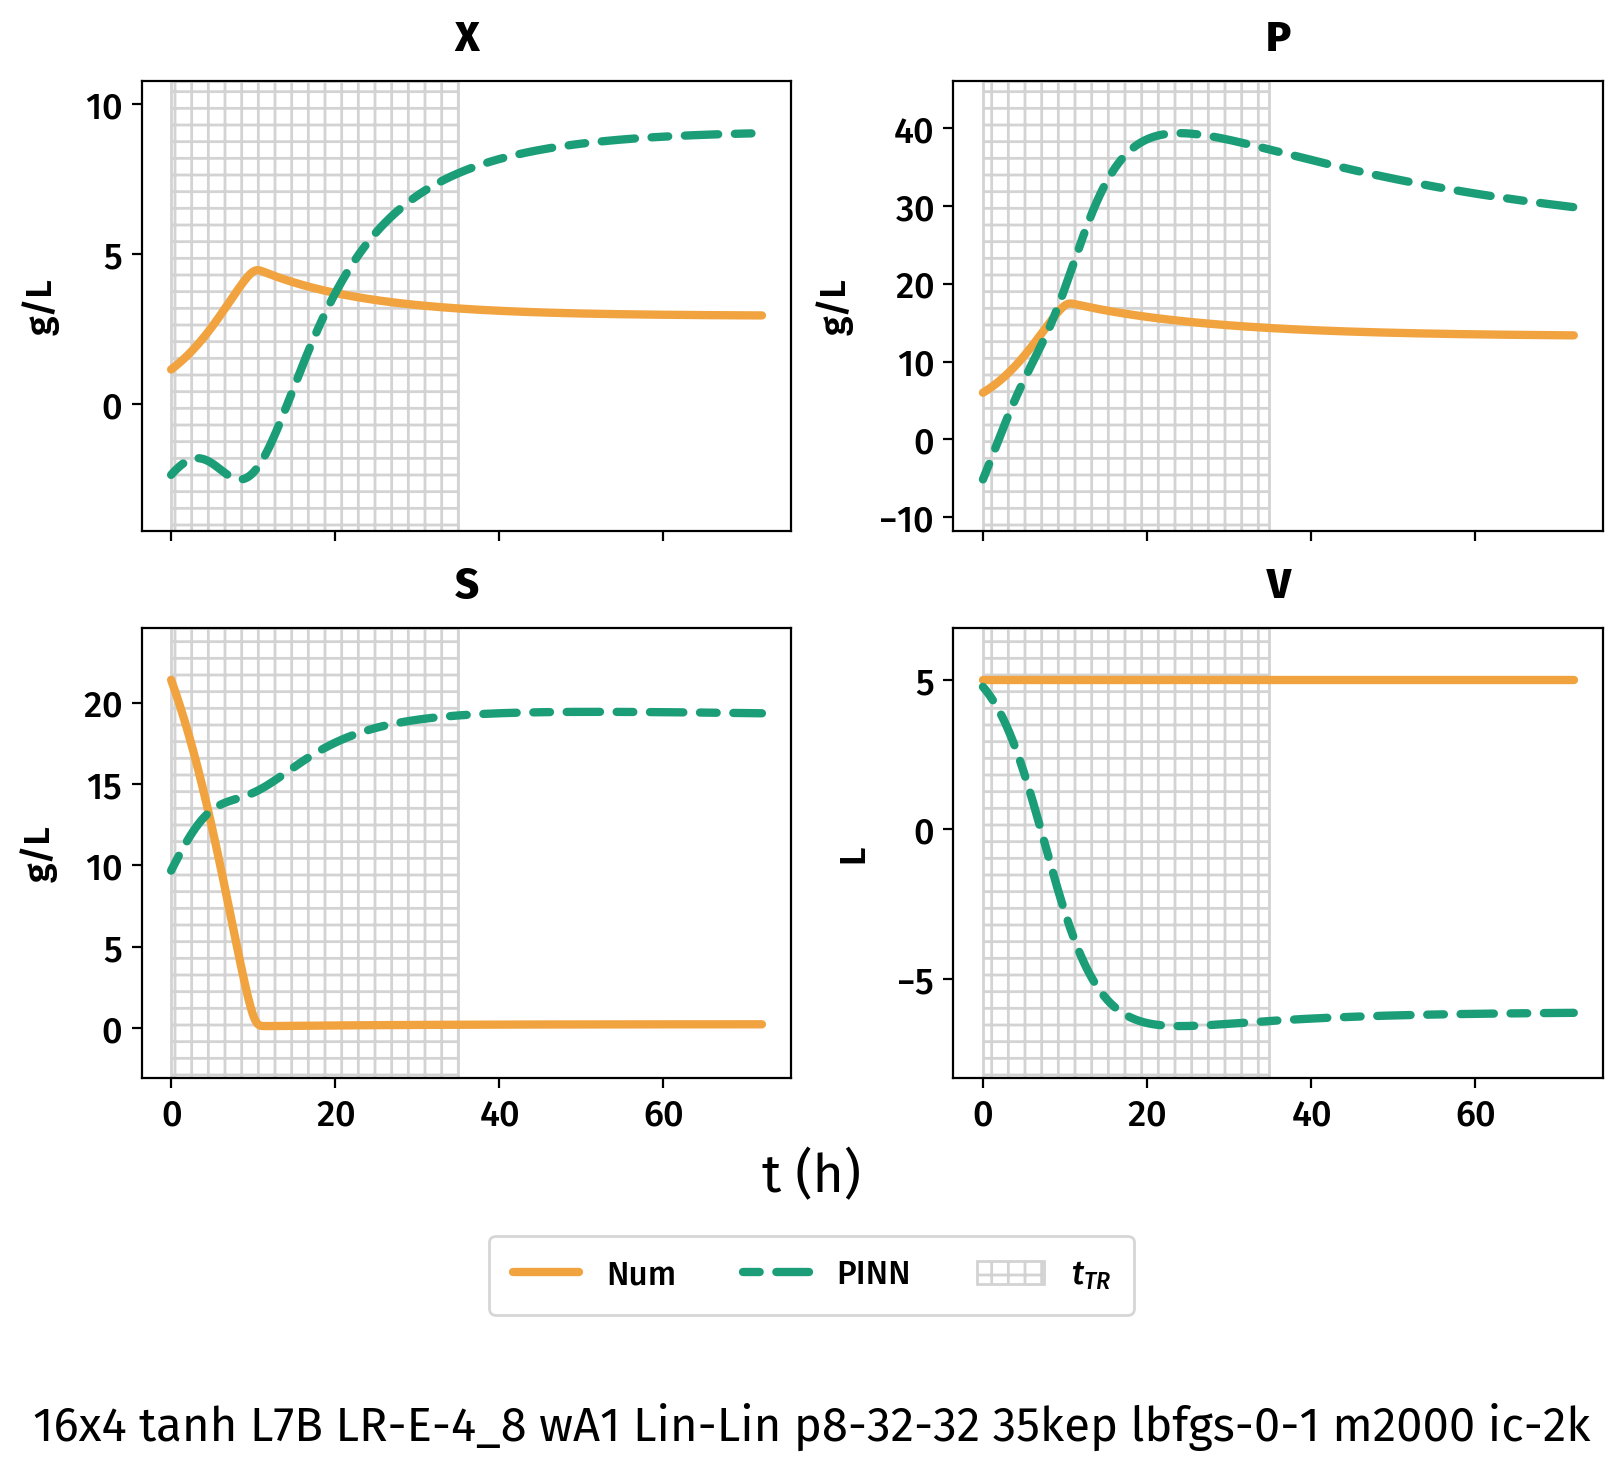 X
P
10
5
0
g/L
40
30
20
10
0
−10
g/L
S
V
20
15
10
5
0
g/L
5
0
−5
L
0 20 40 60
0 20 40 60
t (h)
Num PINN t_TR
16x4 tanh L7B LR-E-4_8 wA1 Lin-Lin p8-32-32 35kep lbfgs-0-1 m2000 ic-2k